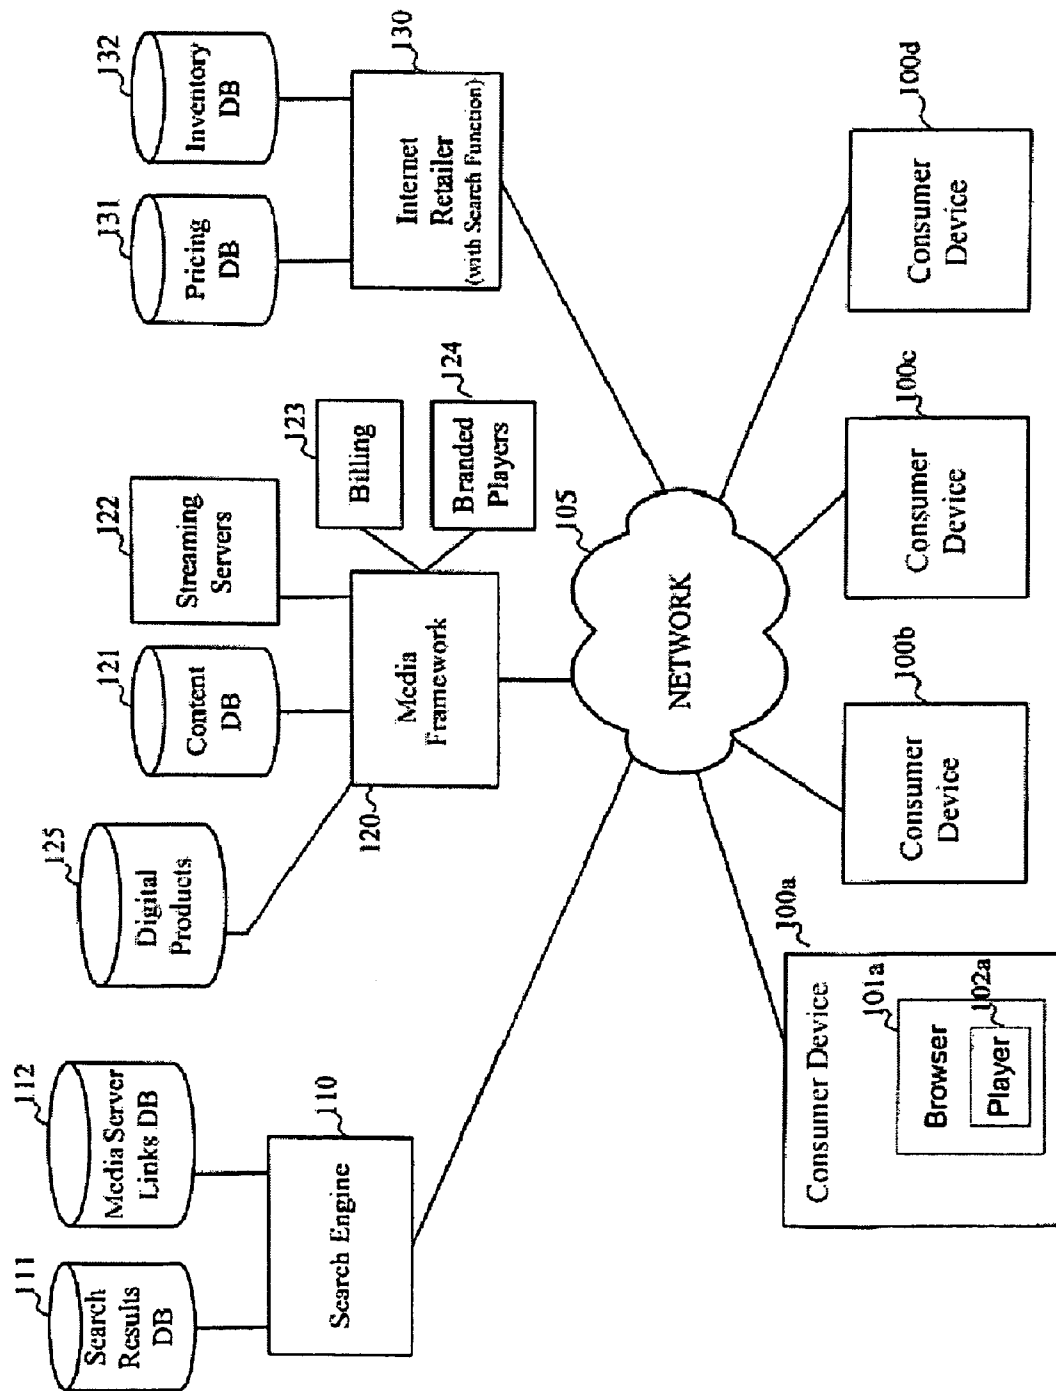 111
Search
Results
DB
112
Media Server
Links DB
110
Search Engine
125
Digital
Products
121
Content
DB
122
Streaming
Servers
120
Media
Framework
123
Billing
124
Branded
Players
131
Pricing
DB
132
Inventory
DB
130
Internet
Retailer
(with Search Function)
105
NETWORK
100a
Consumer Device
101a
Browser
102a
Player
100b
Consumer
Device
100c
Consumer
Device
100d
Consumer
Device